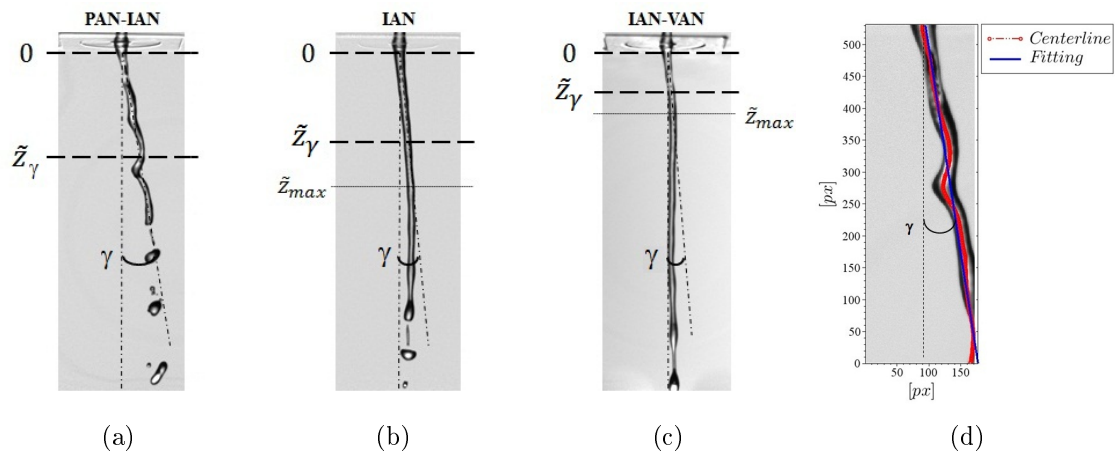 PAN-IAN
0
z̃γ
γ
(a)
IAN
0
z̃γ
z̃max
γ
(b)
IAN-VAN
0
z̃γ
z̃max
γ
(c)
Centerline
Fitting
500
450
400
350
300
250
200
150
100
50
0
[px]
γ
0 50 100 150
[px]
(d)